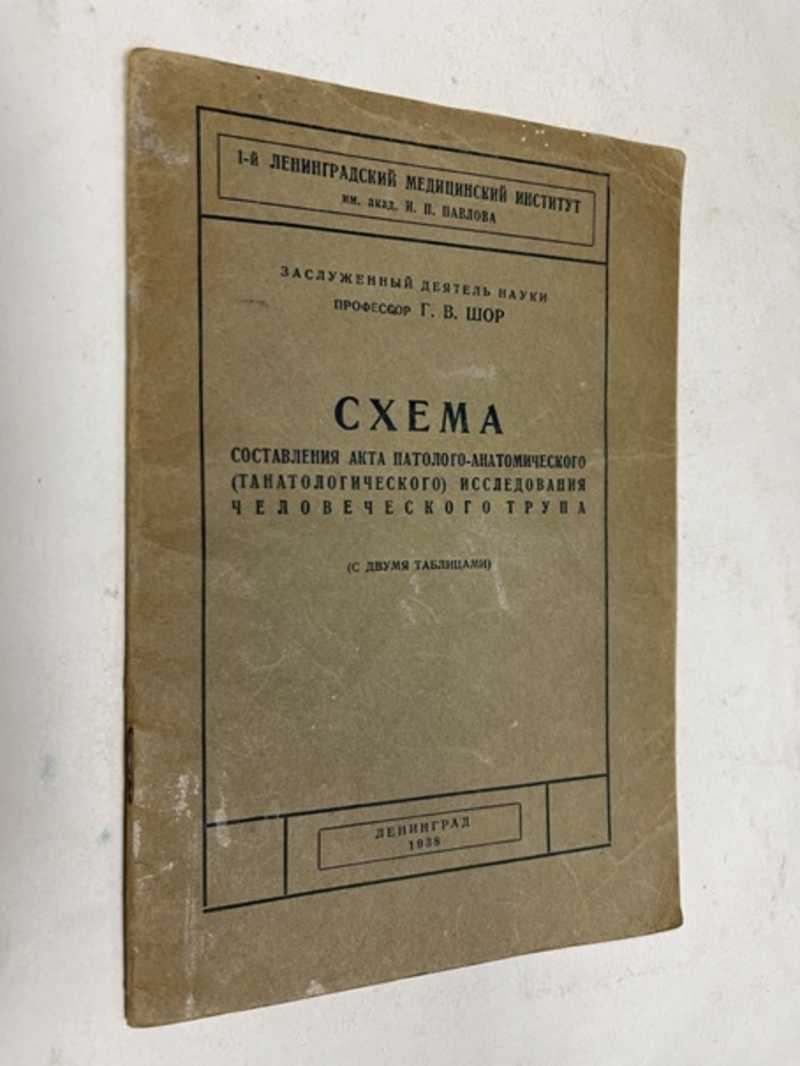 1-й ЛЕНИНГРАДСКИЙ МЕДИЦИНСКИЙ ИНСТИТУТ
им. акад. И. П. ПАВЛОВА
ЗАСЛУЖЕННЫЙ ДЕЯТЕЛЬ НАУКИ
ПРОФЕССОР Г. В. ШОР
СХЕМА
СОСТАВЛЕНИЯ АКТА ПАТОЛОГО-АНАТОМИЧЕСКОГО
(ТАНАТОЛОГИЧЕСКОГО) ИССЛЕДОВАНИЯ
ЧЕЛОВЕЧЕСКОГО ТРУПА
(С ДВУМЯ ТАБЛИЦАМИ)
ЛЕНИНГРАД
1938